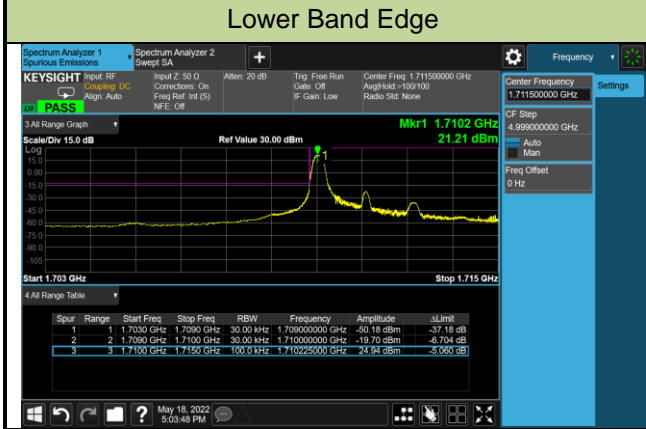 Lower Band Edge
Spectrum Analyzer 1
Spurious Emissions
Spectrum Analyzer 2
Swept SA
Frequency
KEYSIGHT
Input: RF
Coupling: DC
Align: Auto
Input Z: 50 Ω
Corrections: On
Freq Ref: Int (S)
NFE: Off
Atten: 20 dB
Trig: Free Run
Gate: Off
IF Gain: Low
Center Freq: 1.711500000 GHz
Avg|Hold:>100/100
Radio Std: None
LXI PASS
Center Frequency
1.711500000 GHz
Settings
CF Step
4.999000000 GHz
Auto
Man
Freq Offset
0 Hz
3 All Range Graph
Mkr1 1.7102 GHz
Scale/Div 15.0 dB
Ref Value 30.00 dBm
21.21 dBm
Log
15.0
0.00
-15.0
-30.0
-45.0
-60.0
-75.0
-90.0
-105
1
Start 1.703 GHz
Stop 1.715 GHz
4 All Range Table
Spur Range Start Freq Stop Freq RBW Frequency Amplitude ΔLimit
1 1 1.7030 GHz 1.7090 GHz 30.00 kHz 1.709000000 GHz -50.18 dBm -37.18 dB
2 2 1.7090 GHz 1.7100 GHz 30.00 kHz 1.710000000 GHz -19.70 dBm -6.704 dB
3 3 1.7100 GHz 1.7150 GHz 100.0 kHz 1.710225000 GHz 24.94 dBm -5.060 dB
?
May 18, 2022
5:03:48 PM